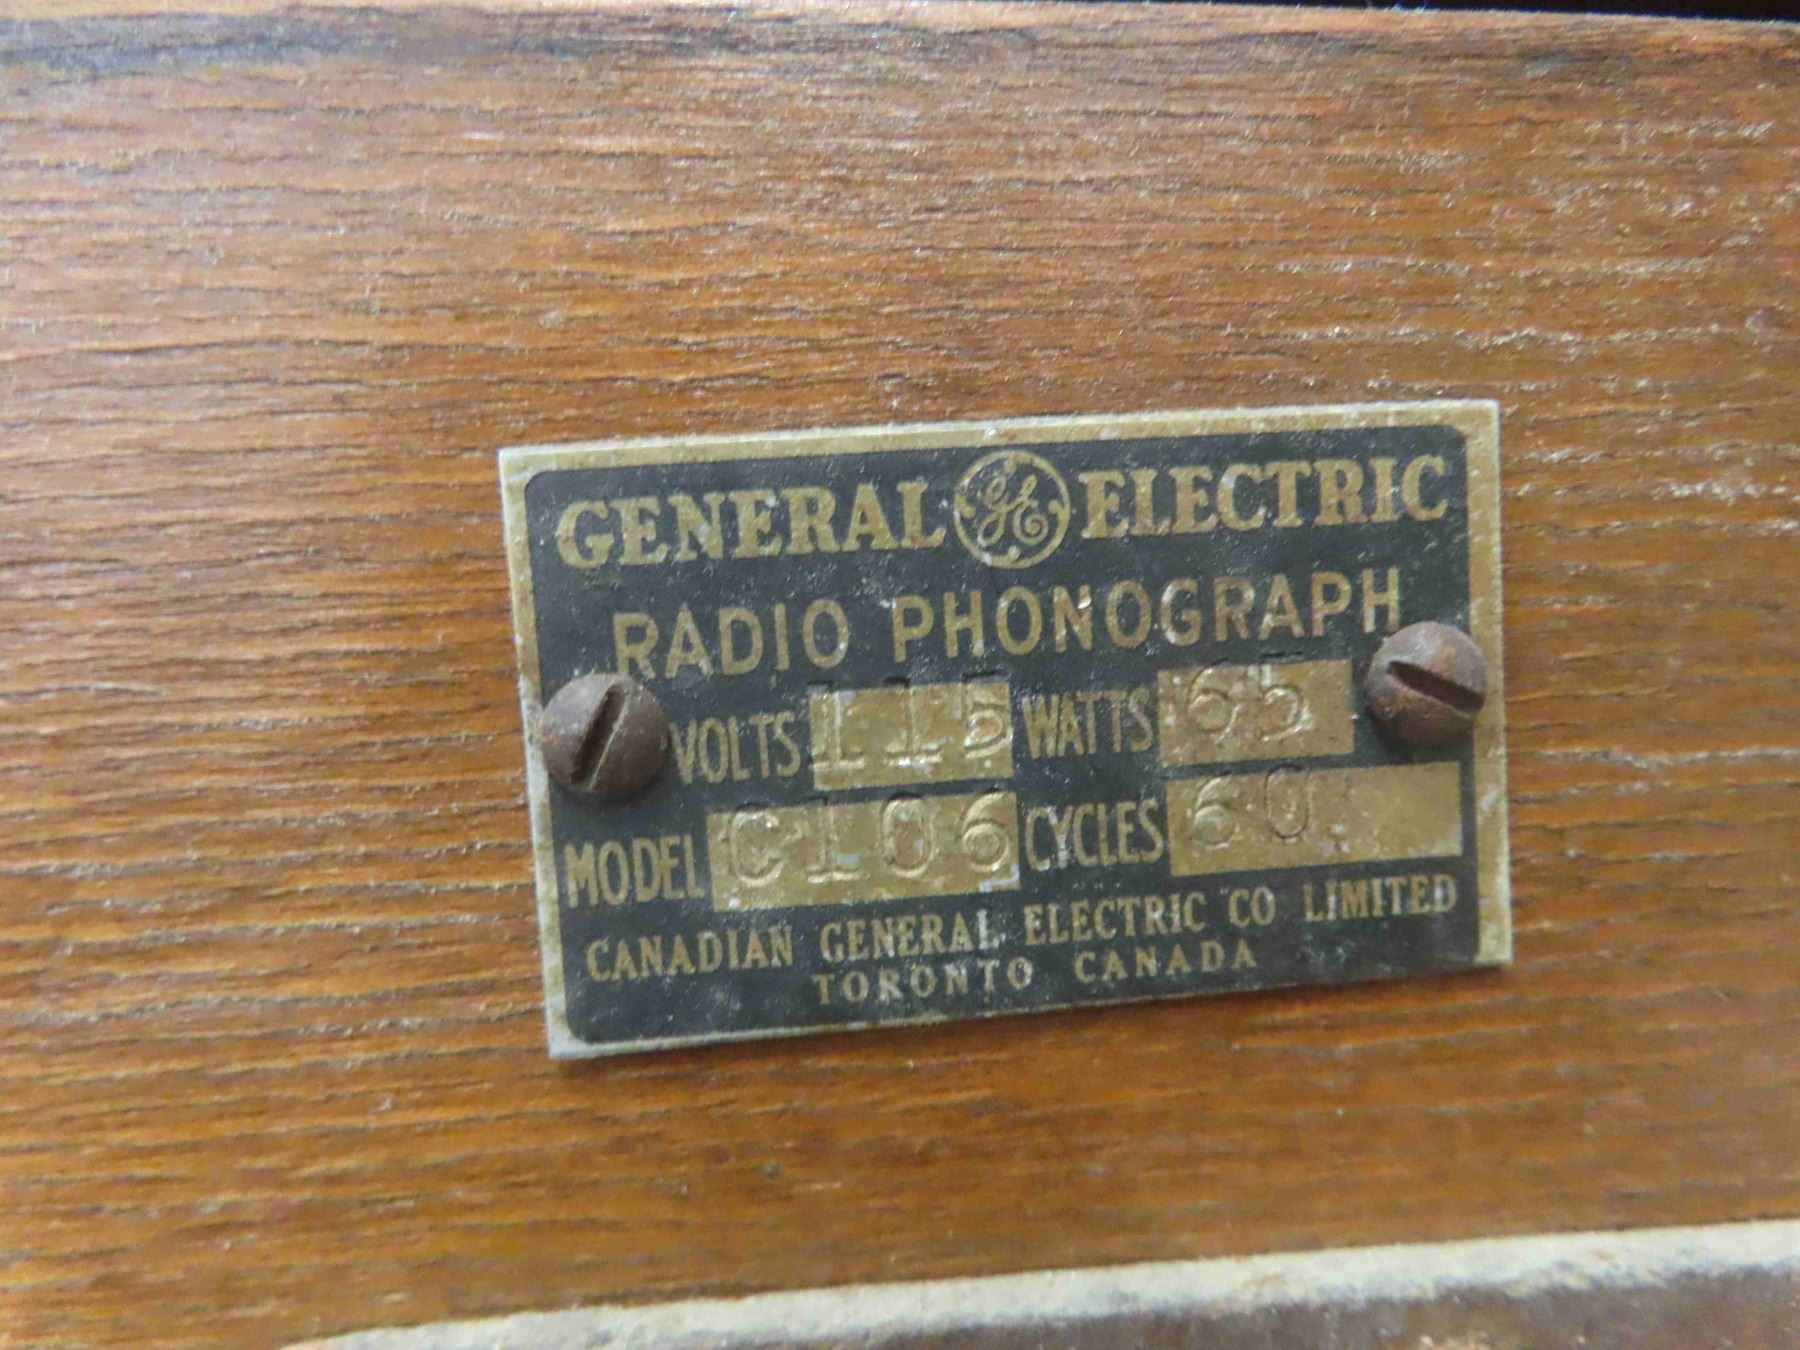 GENERAL GE ELECTRIC
RADIO PHONOGRAPH
VOLTS 115 WATTS 65
MODEL C106 CYCLES 60
CANADIAN GENERAL ELECTRIC CO LIMITED
TORONTO CANADA